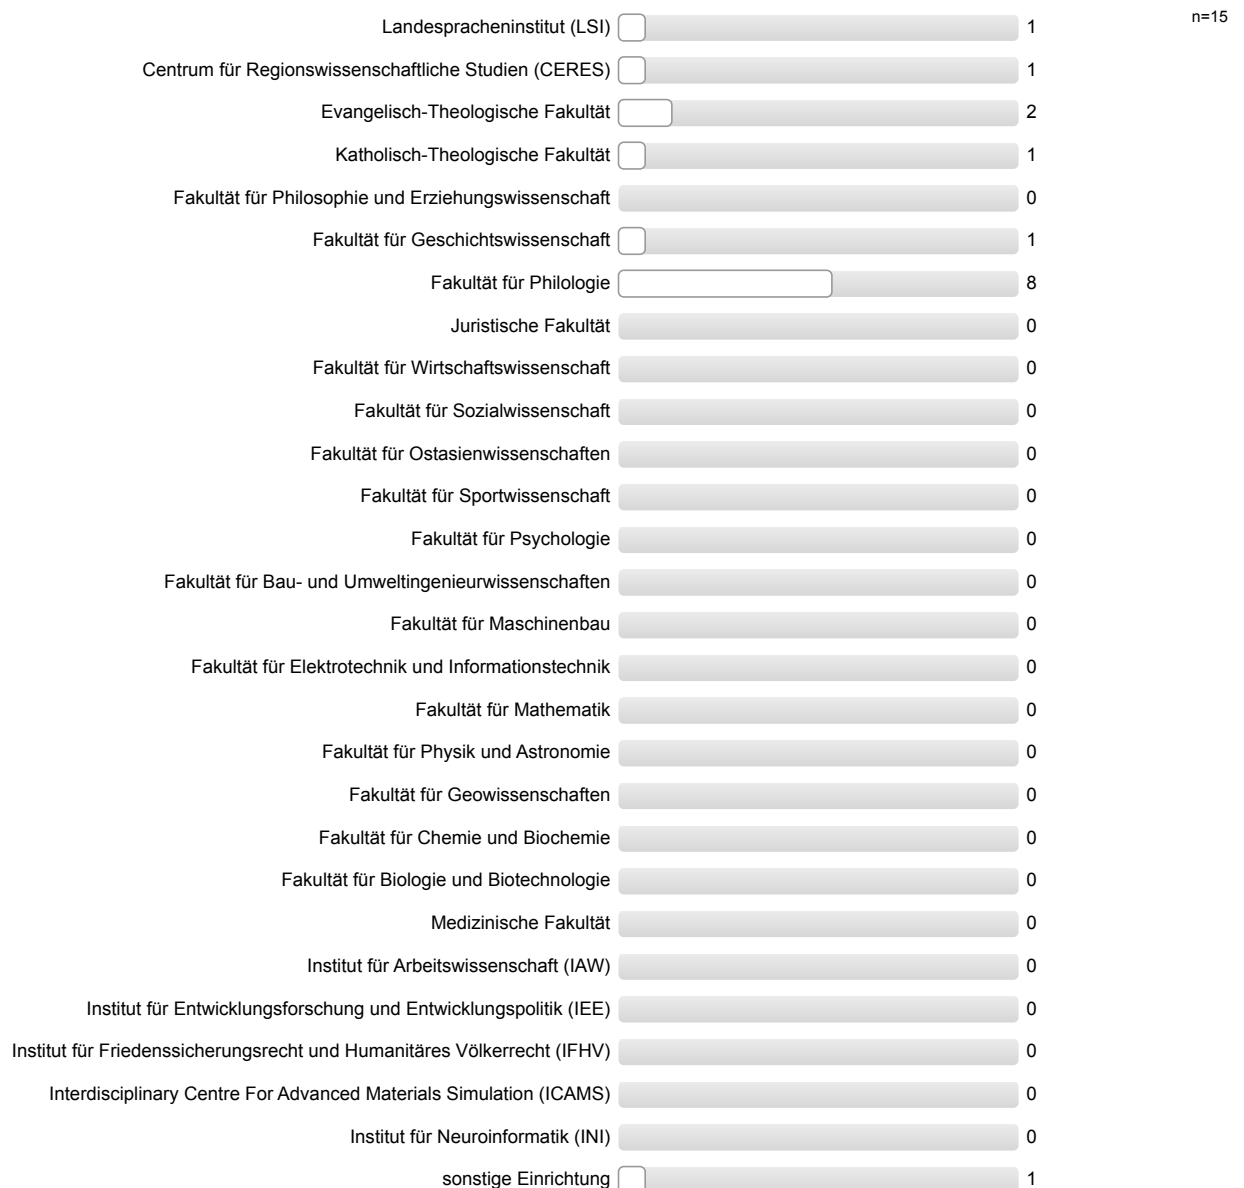 n=15
Landespracheninstitut (LSI) 1
Centrum für Regionswissenschaftliche Studien (CERES) 1
Evangelisch-Theologische Fakultät 2
Katholisch-Theologische Fakultät 1
Fakultät für Philosophie und Erziehungswissenschaft 0
Fakultät für Geschichtswissenschaft 1
Fakultät für Philologie 8
Juristische Fakultät 0
Fakultät für Wirtschaftswissenschaft 0
Fakultät für Sozialwissenschaft 0
Fakultät für Ostasienwissenschaften 0
Fakultät für Sportwissenschaft 0
Fakultät für Psychologie 0
Fakultät für Bau- und Umweltingenieurwissenschaften 0
Fakultät für Maschinenbau 0
Fakultät für Elektrotechnik und Informationstechnik 0
Fakultät für Mathematik 0
Fakultät für Physik und Astronomie 0
Fakultät für Geowissenschaften 0
Fakultät für Chemie und Biochemie 0
Fakultät für Biologie und Biotechnologie 0
Medizinische Fakultät 0
Institut für Arbeitswissenschaft (IAW) 0
Institut für Entwicklungsforschung und Entwicklungspolitik (IEE) 0
Institut für Friedenssicherungsrecht und Humanitäres Völkerrecht (IFHV) 0
Interdisciplinary Centre For Advanced Materials Simulation (ICAMS) 0
Institut für Neuroinformatik (INI) 0
sonstige Einrichtung 1